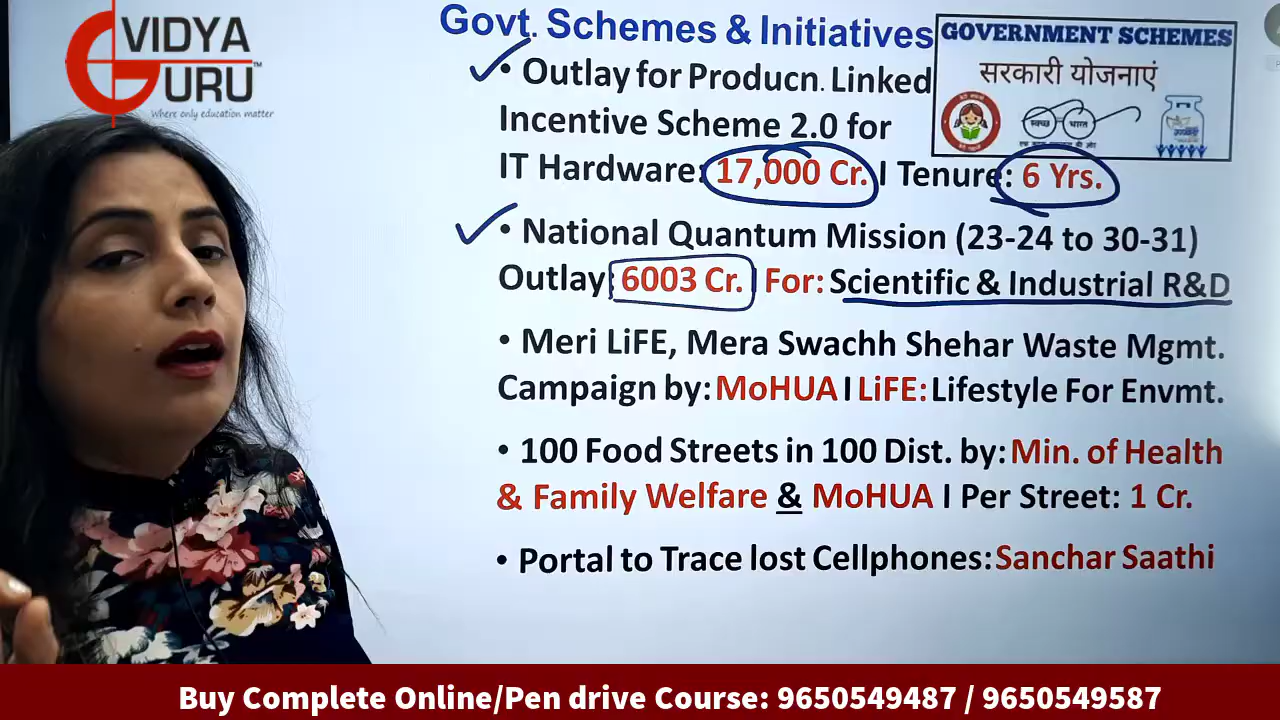 VIDYA
GURU™
Where only education matter
Govt. Schemes & Initiatives
GOVERNMENT SCHEMES
सरकारी योजनाएं
स्वच्छ भारत
• Outlay for Producn. Linked
Incentive Scheme 2.0 for
IT Hardware: 17,000 Cr. I Tenure: 6 Yrs.
• National Quantum Mission (23-24 to 30-31)
Outlay: 6003 Cr. I For: Scientific & Industrial R&D
• Meri LiFE, Mera Swachh Shehar Waste Mgmt.
Campaign by: MoHUA I LiFE: Lifestyle For Envmt.
• 100 Food Streets in 100 Dist. by: Min. of Health
& Family Welfare & MoHUA I Per Street: 1 Cr.
• Portal to Trace lost Cellphones: Sanchar Saathi
Buy Complete Online/Pen drive Course: 9650549487 / 9650549587